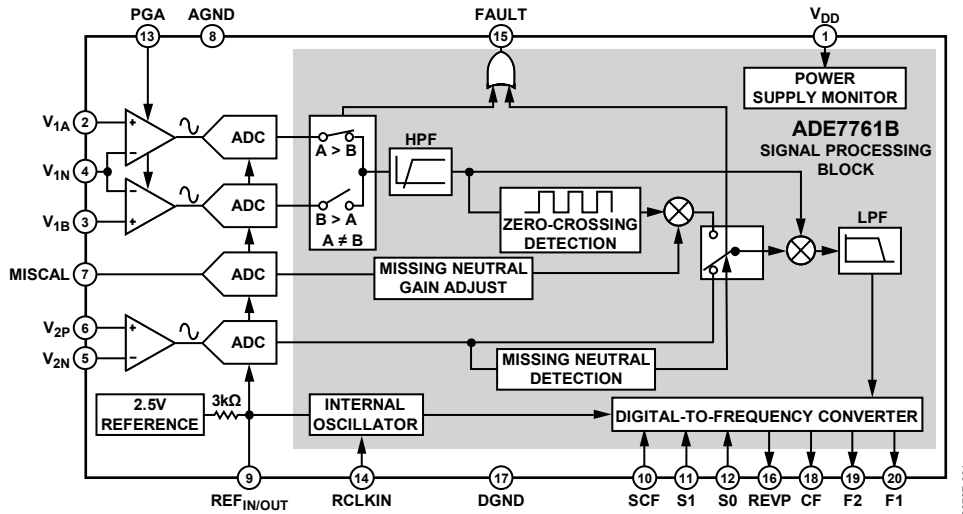 PGA AGND FAULT VDD
13 8 15 1
POWER
SUPPLY MONITOR
ADE7761B
SIGNAL PROCESSING
BLOCK
V1A 2 + − ADC
A > B
HPF
V1N 4
V1B 3 − + ADC
B > A
A ≠ B
ZERO-CROSSING
DETECTION
LPF
MISCAL 7 ADC
MISSING NEUTRAL
GAIN ADJUST
V2P 6 +
V2N 5 −
ADC
MISSING NEUTRAL
DETECTION
2.5V
REFERENCE
3kΩ
INTERNAL
OSCILLATOR
DIGITAL-TO-FREQUENCY CONVERTER
9 14 17 10 11 12 16 18 19 20
REFIN/OUT RCLKIN DGND SCF S1 S0 REVP CF F2 F1